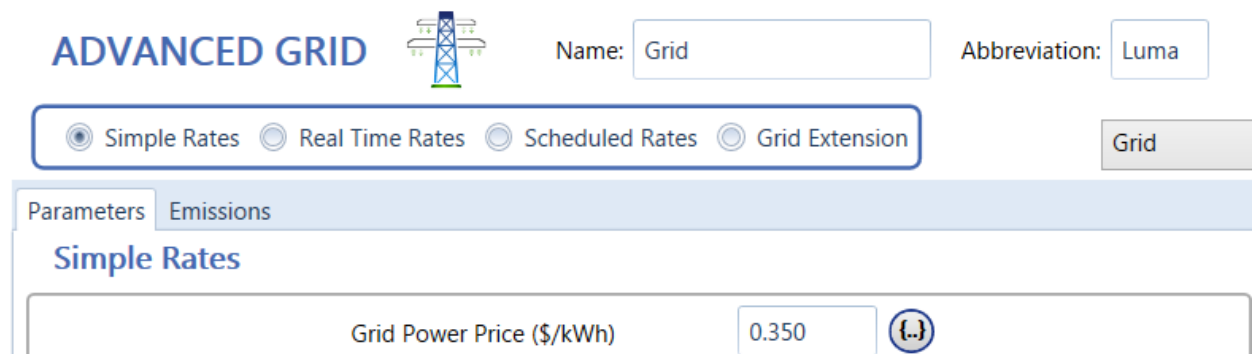 ADVANCED GRID Name: Grid Abbreviation: Luma
Simple Rates Real Time Rates Scheduled Rates Grid Extension Grid
Parameters Emissions
Simple Rates
Grid Power Price ($/kWh) 0.350 {..}